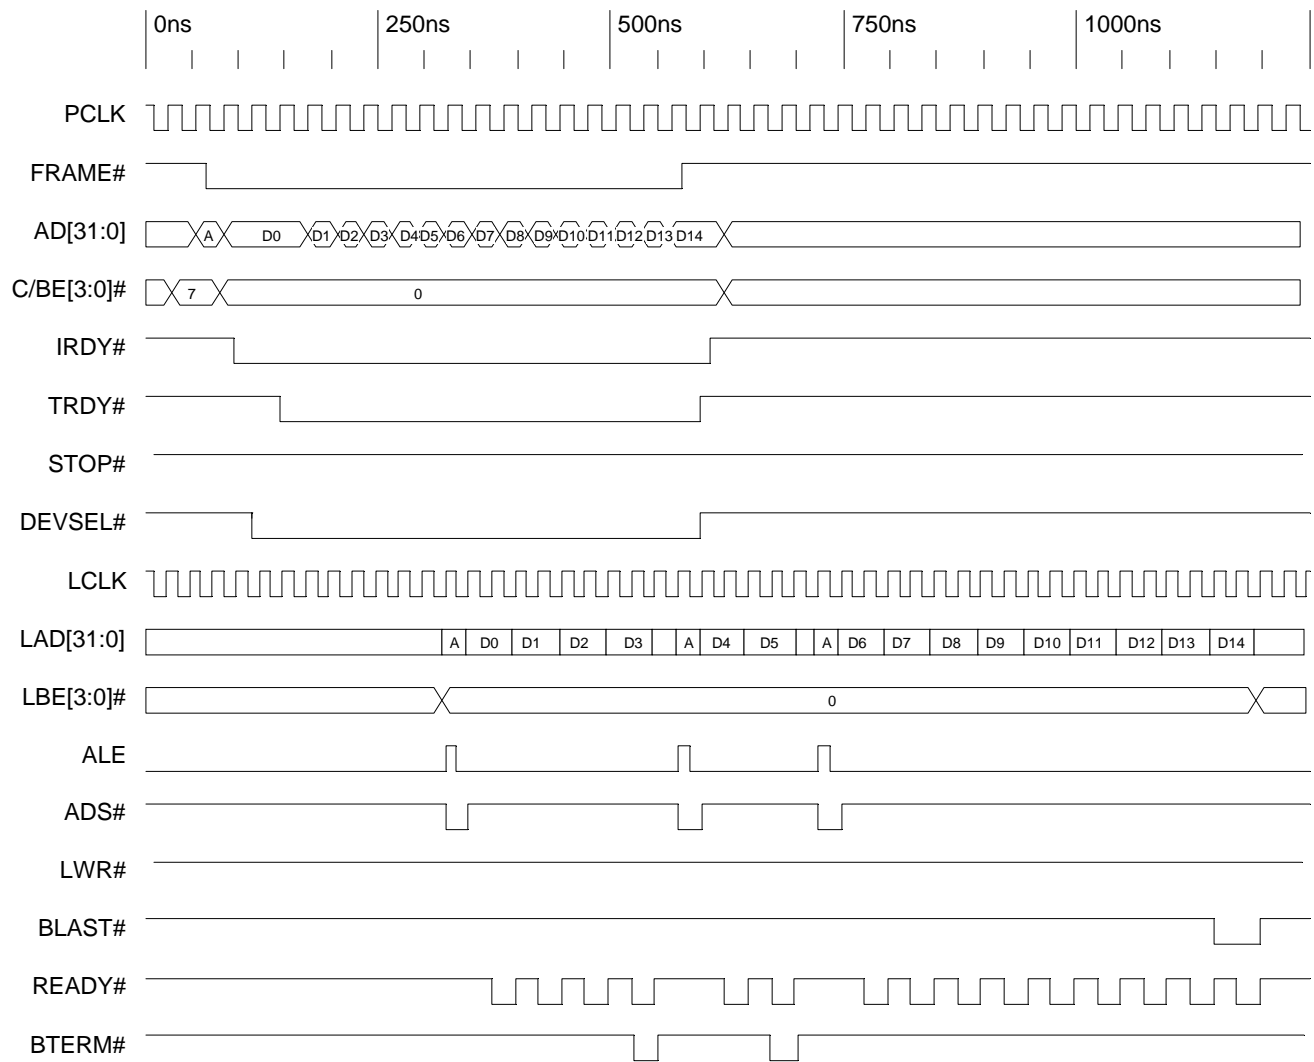 0ns 250ns 500ns 750ns 1000ns
PCLK
FRAME#
AD[31:0] A D0 D1 D2 D3 D4 D5 D6 D7 D8 D9 D10 D11 D12 D13 D14
C/BE[3:0]# 7 0
IRDY#
TRDY#
STOP#
DEVSEL#
LCLK
LAD[31:0] A D0 D1 D2 D3 A D4 D5 A D6 D7 D8 D9 D10 D11 D12 D13 D14
LBE[3:0]# 0
ALE
ADS#
LWR#
BLAST#
READY#
BTERM#